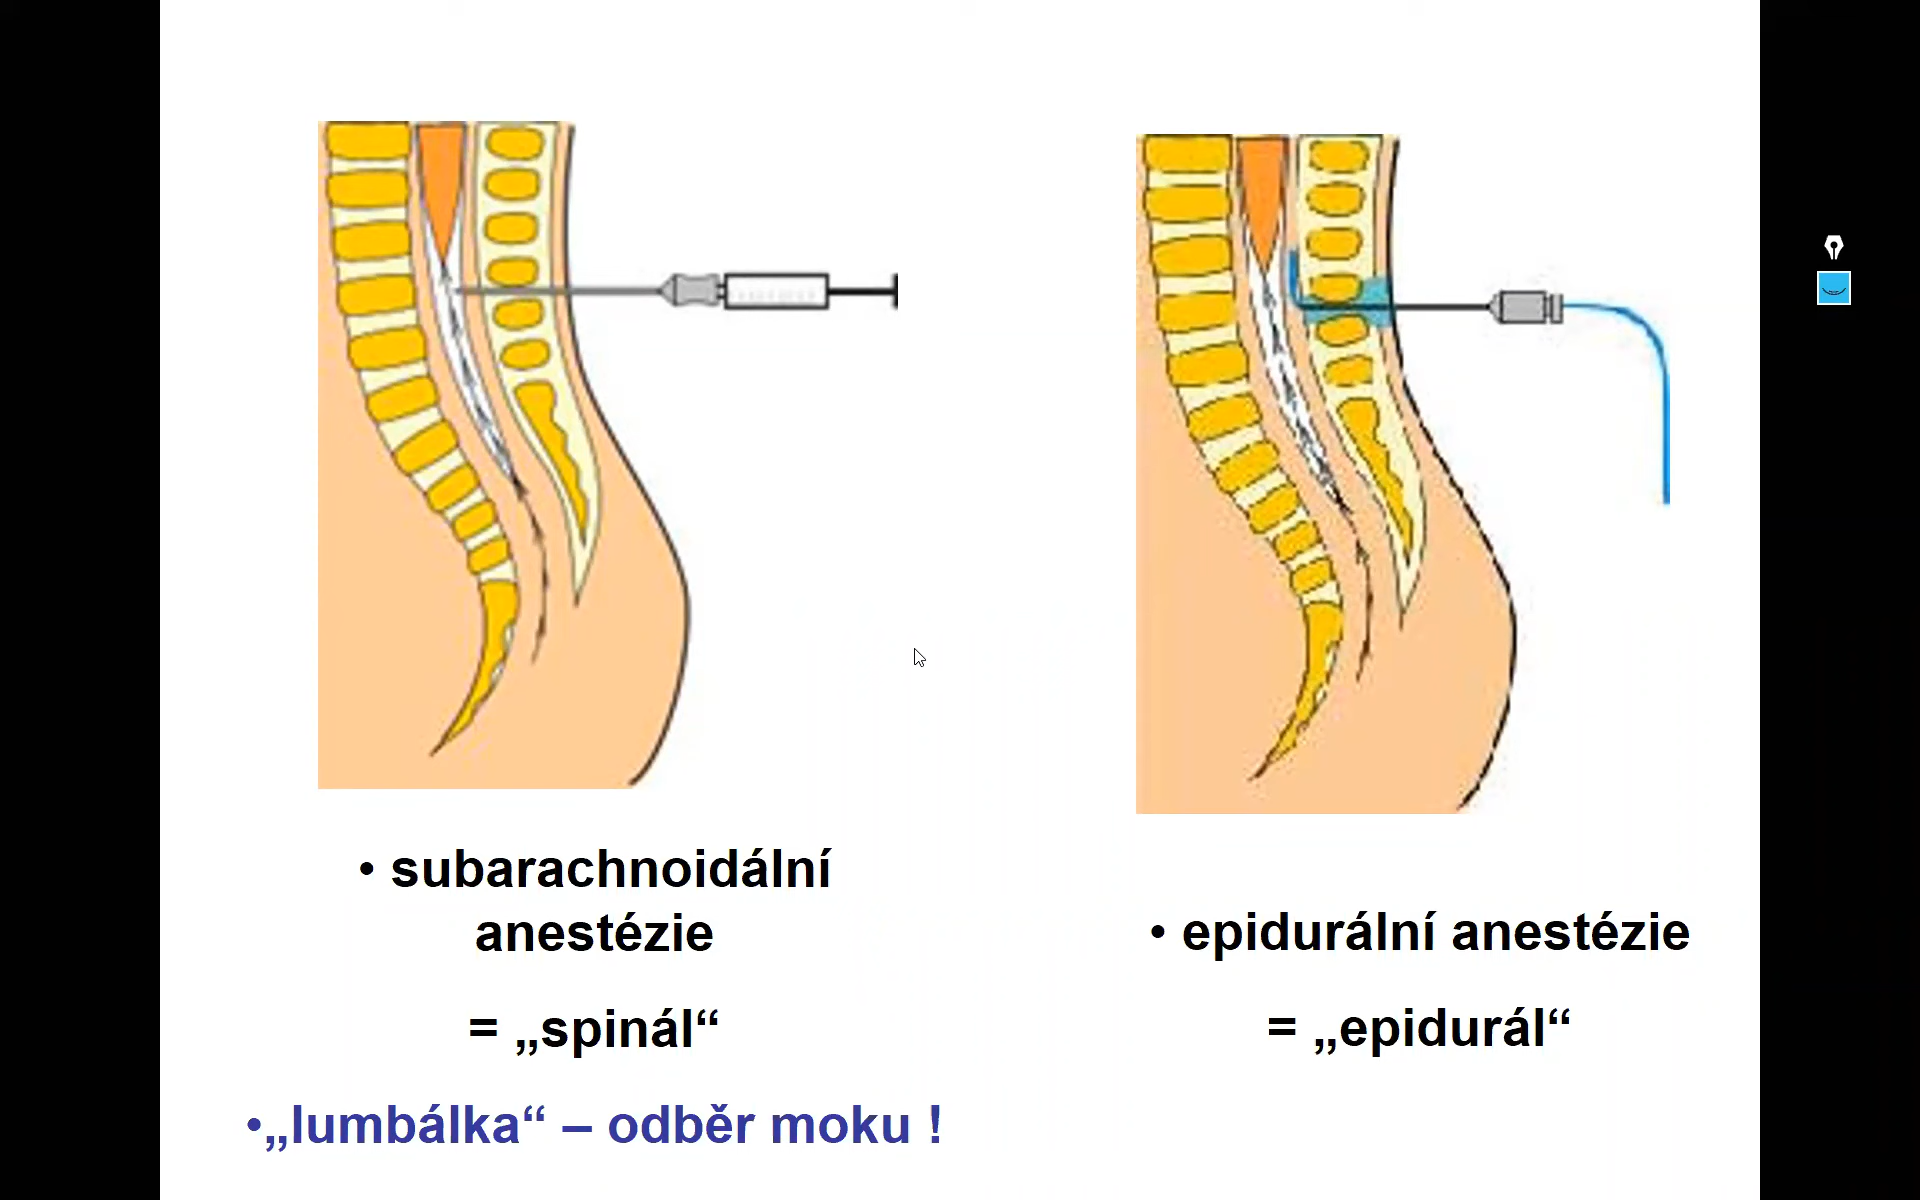 • subarachnoidální
anestézie
= „spinál“
•„lumbálka“ – odběr moku !
• epidurální anestézie
= „epidurál“